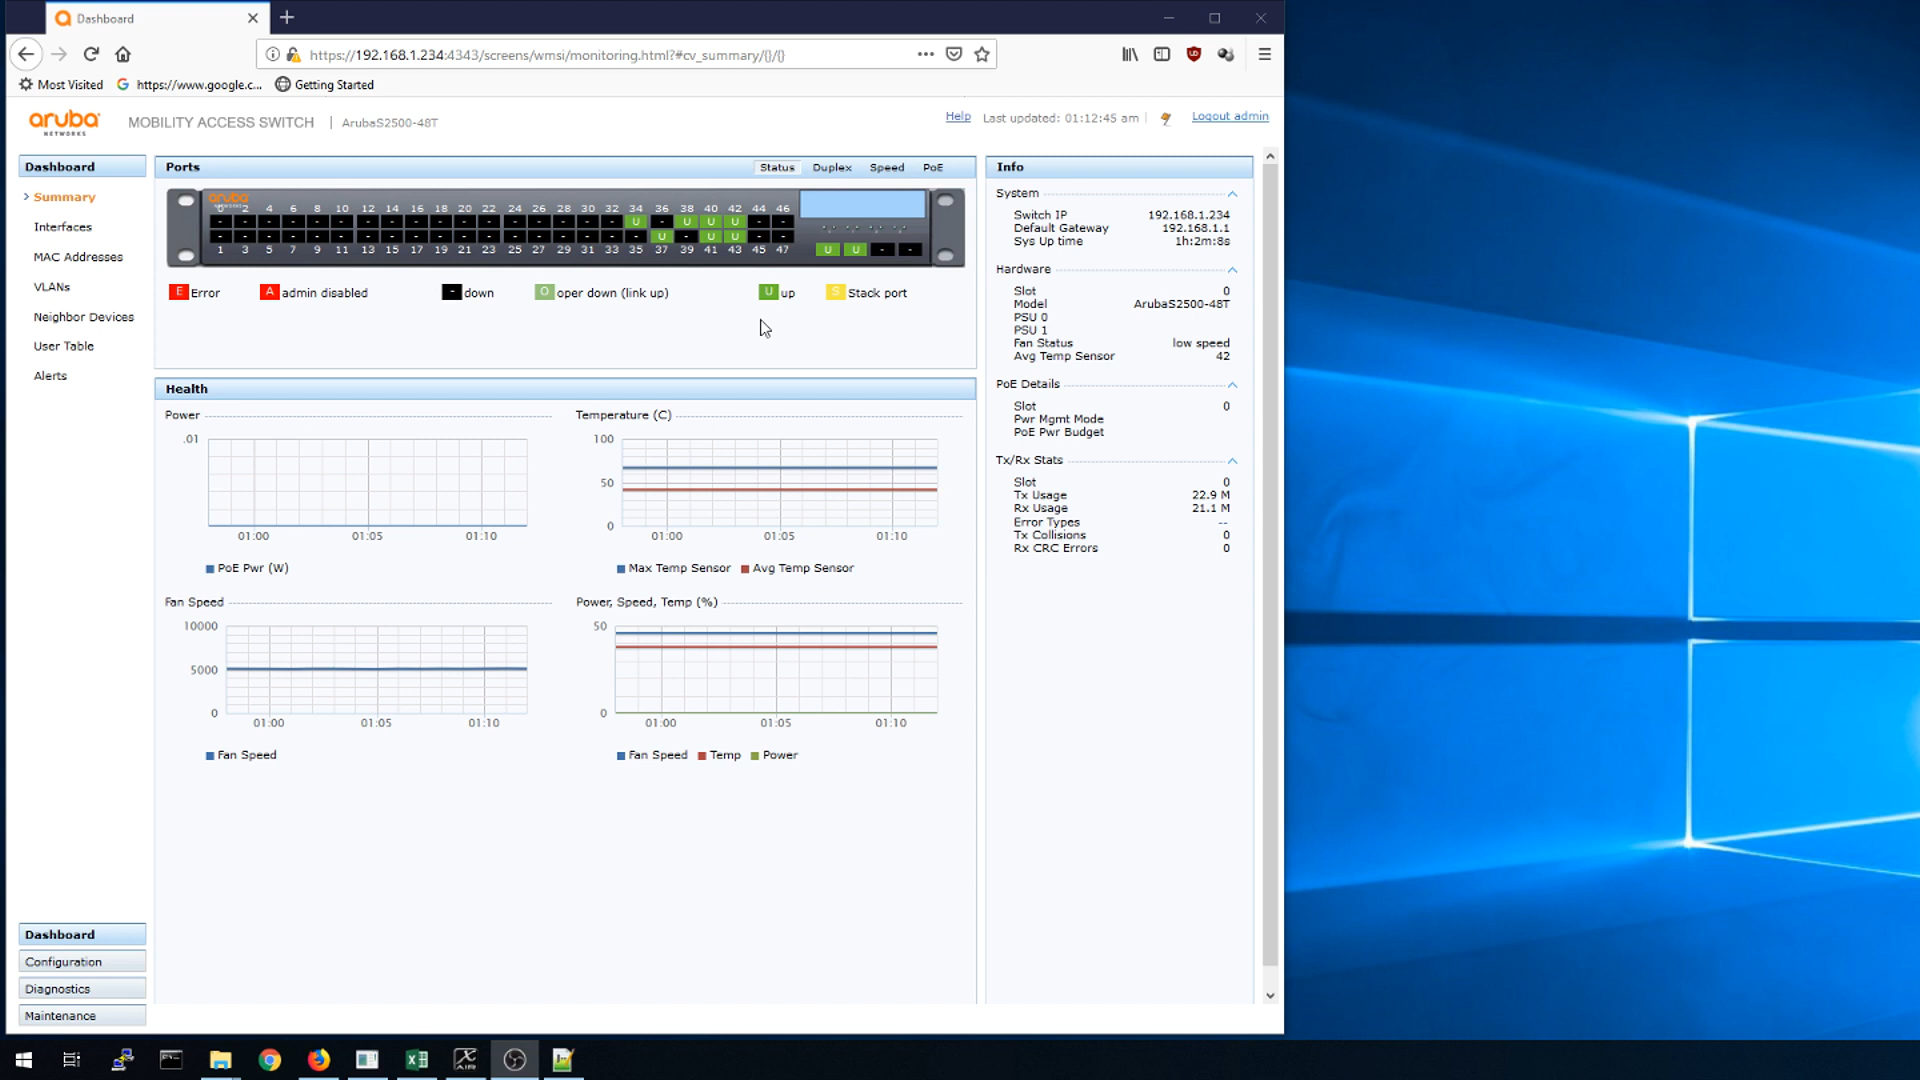 Dashboard
https://192.168.1.234:4343/screens/wmsi/monitoring.html?#cv_summary/{}/{}
Most Visited https://www.google.c... Getting Started
aruba NETWORKS MOBILITY ACCESS SWITCH | ArubaS2500-48T Help Last updated: 01:12:45 am Logout admin
Dashboard
Summary
Interfaces
MAC Addresses
VLANs
Neighbor Devices
User Table
Alerts
Ports Status Duplex Speed PoE
aruba
0 2 4 6 8 10 12 14 16 18 20 22 24 26 28 30 32 34 36 38 40 42 44 46
- - - - - - - - - - - - - - - - - U - U U U - -
- - - - - - - - - - - - - - - - - - U - U U - -
1 3 5 7 9 11 13 15 17 19 21 23 25 27 29 31 33 35 37 39 41 43 45 47
U U - -
E Error A admin disabled - down O oper down (link up) U up S Stack port
Health
Power
.01
01:00 01:05 01:10
PoE Pwr (W)
Temperature (C)
100
50
0
01:00 01:05 01:10
Max Temp Sensor Avg Temp Sensor
Fan Speed
10000
5000
0
01:00 01:05 01:10
Fan Speed
Power, Speed, Temp (%)
50
0
01:00 01:05 01:10
Fan Speed Temp Power
Info
System
Switch IP 192.168.1.234
Default Gateway 192.168.1.1
Sys Up time 1h:2m:8s
Hardware
Slot 0
Model ArubaS2500-48T
PSU 0
PSU 1
Fan Status low speed
Avg Temp Sensor 42
PoE Details
Slot 0
Pwr Mgmt Mode
PoE Pwr Budget
Tx/Rx Stats
Slot 0
Tx Usage 22.9 M
Rx Usage 21.1 M
Error Types --
Tx Collisions 0
Rx CRC Errors 0
Dashboard
Configuration
Diagnostics
Maintenance
AIR